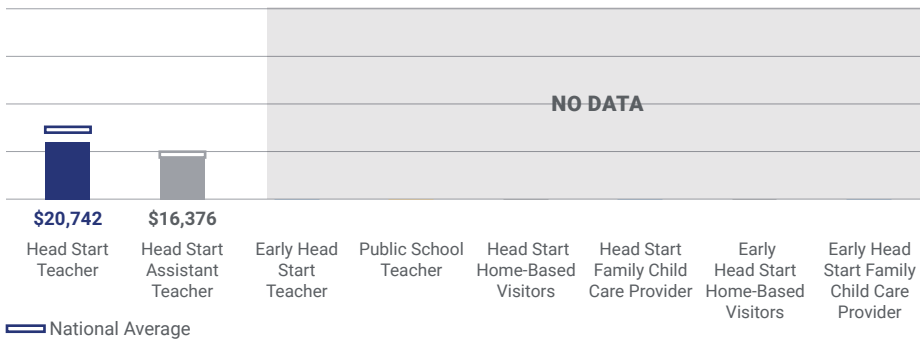 NO DATA
$20,742
$16,376
Head Start
Teacher
Head Start
Assistant
Teacher
Early Head
Start
Teacher
Public School
Teacher
Head Start
Home-Based
Visitors
Head Start
Family Child
Care Provider
Early
Head Start
Home-Based
Visitors
Early Head
Start Family
Child Care
Provider
National Average